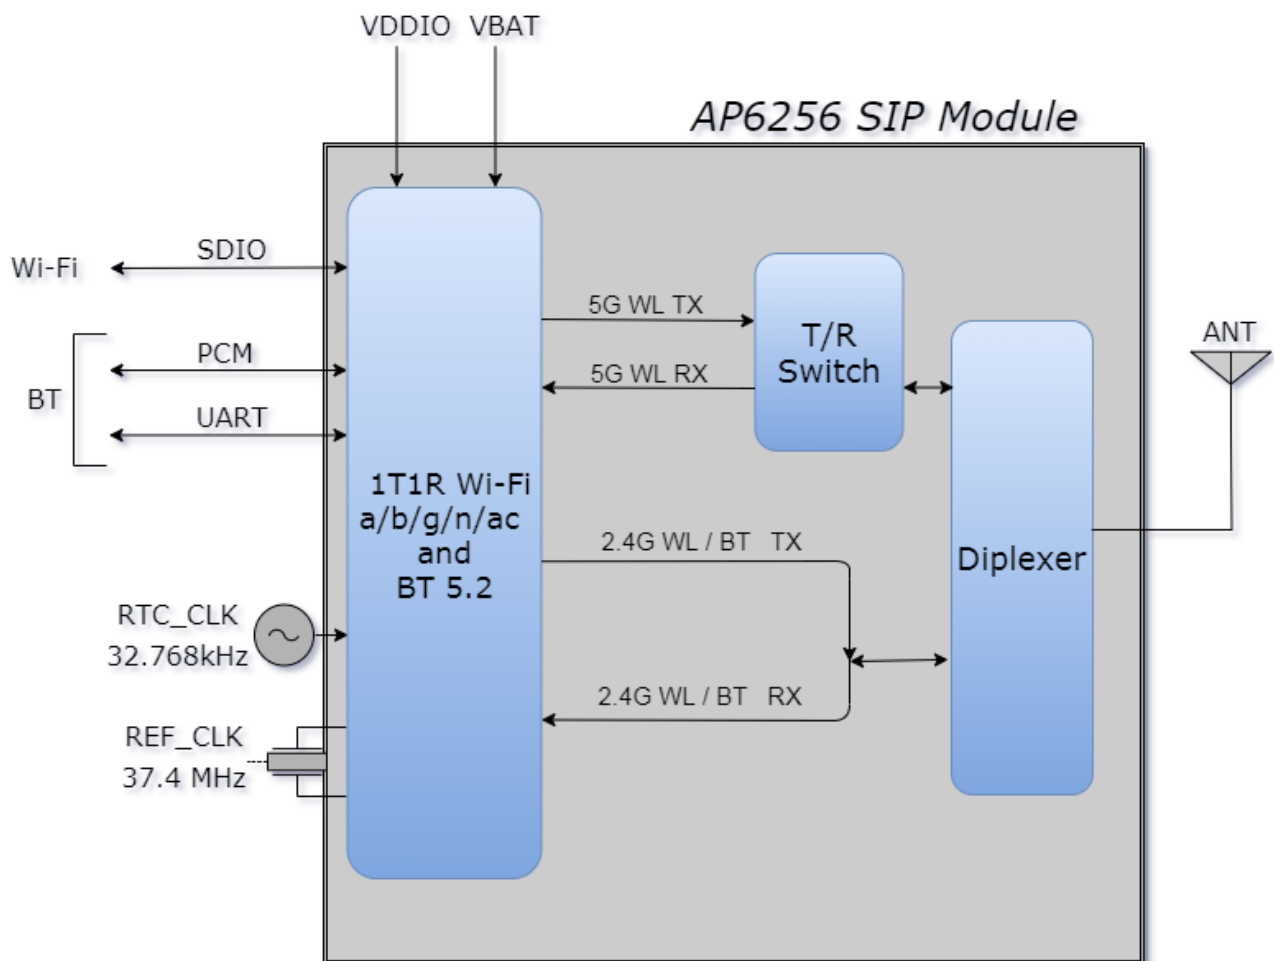 VDDIO VBAT
AP6256 SIP Module
Wi-Fi
SDIO
BT
PCM
UART
5G WL TX
5G WL RX
T/R
Switch
ANT
1T1R Wi-Fi
a/b/g/n/ac
and
BT 5.2
2.4G WL / BT TX
Diplexer
RTC_CLK
32.768kHz
2.4G WL / BT RX
REF_CLK
37.4 MHz